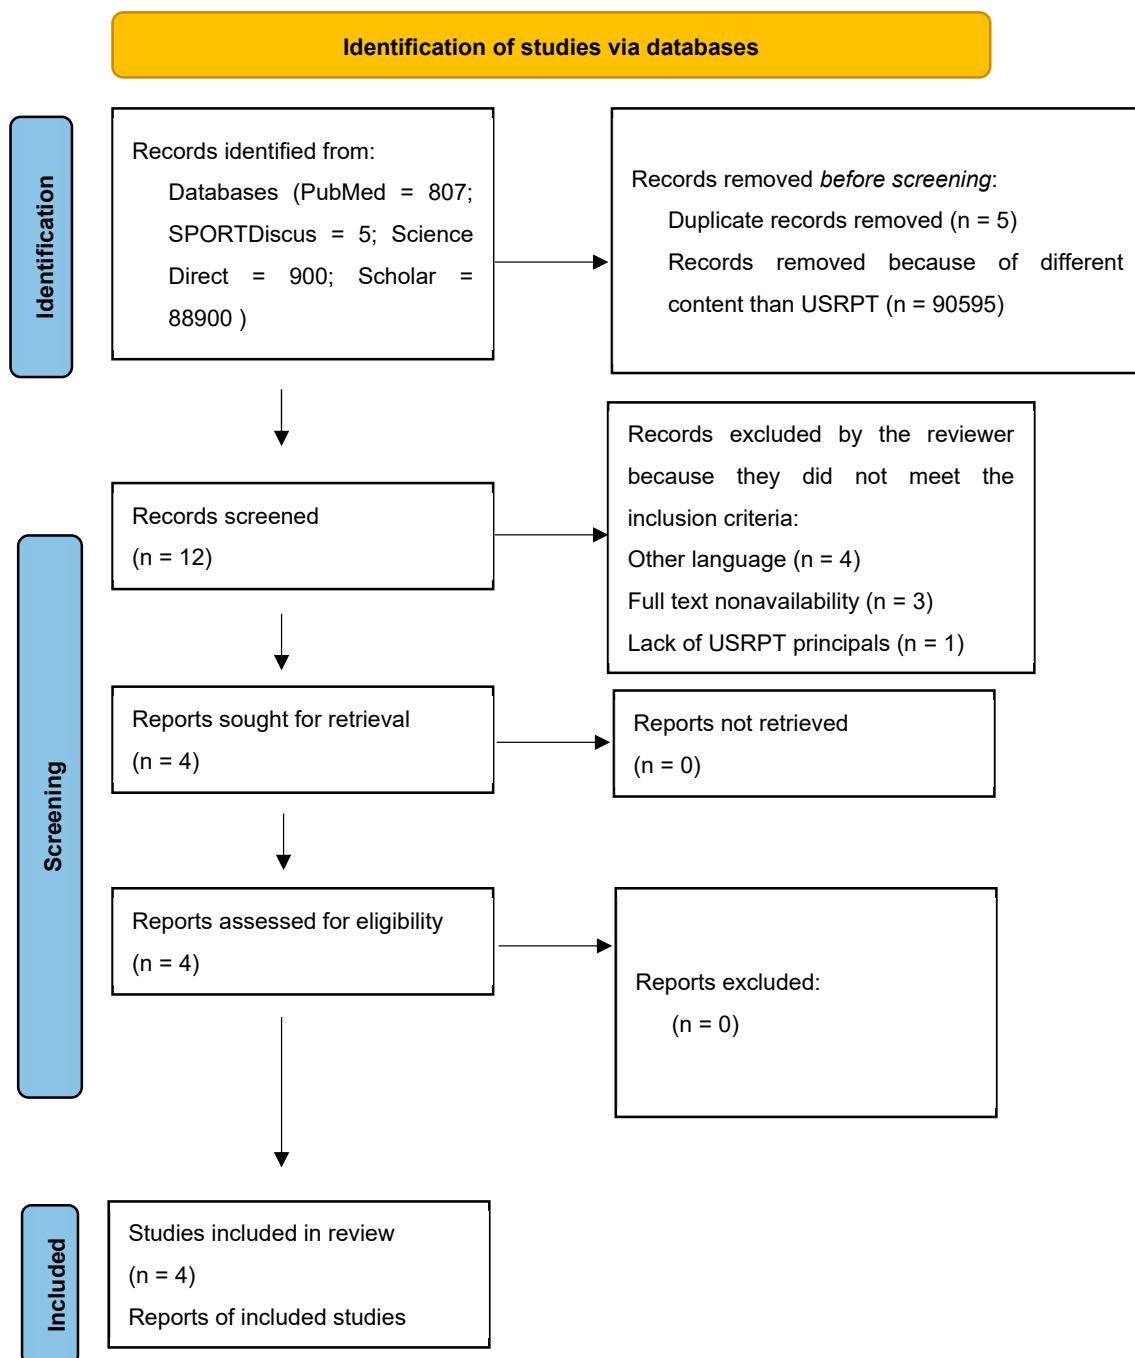 Identification of studies via databases
Identification
Records identified from:
Databases (PubMed = 807;
SPORTDiscus = 5; Science
Direct = 900; Scholar =
88900 )
Records removed before screening:
Duplicate records removed (n = 5)
Records removed because of different
content than USRPT (n = 90595)
Screening
Records screened
(n = 12)
Records excluded by the reviewer
because they did not meet the
inclusion criteria:
Other language (n = 4)
Full text nonavailability (n = 3)
Lack of USRPT principals (n = 1)
Reports sought for retrieval
(n = 4)
Reports not retrieved
(n = 0)
Reports assessed for eligibility
(n = 4)
Reports excluded:
(n = 0)
Included
Studies included in review
(n = 4)
Reports of included studies